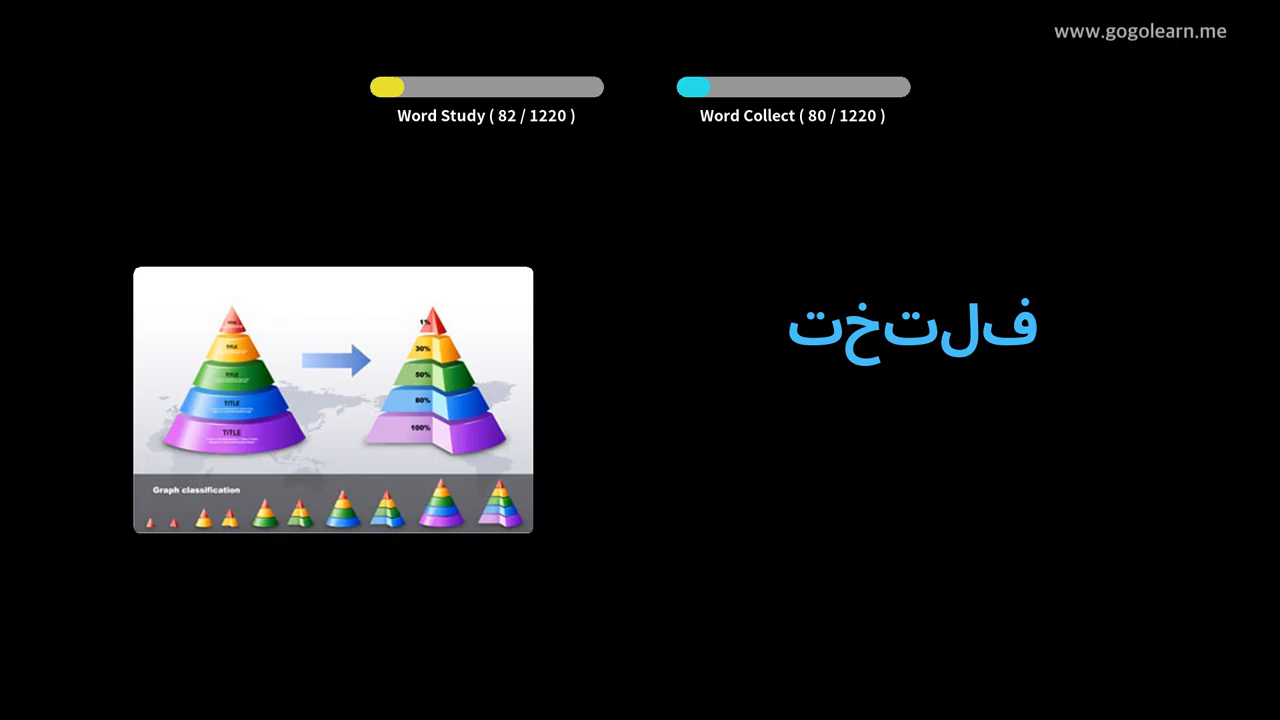 www.gogolearn.me
Word Study ( 82 / 1220 )
Word Collect ( 80 / 1220 )
فلتخت
TITLE
TITLE
TITLE
TITLE
1%
30%
50%
80%
100%
Graph classification